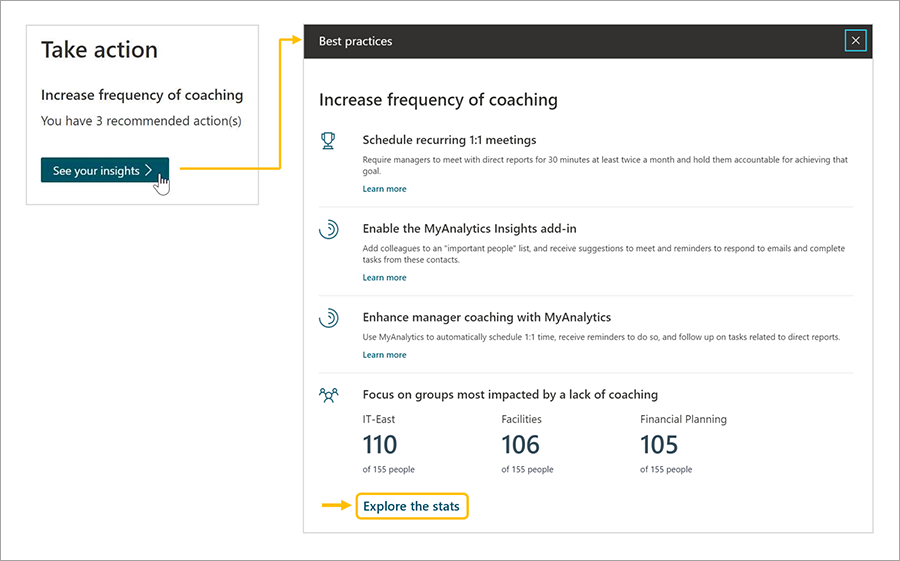 Take action
Increase frequency of coaching
You have 3 recommended action(s)
See your insights
Best practices
Increase frequency of coaching
Schedule recurring 1:1 meetings
Require managers to meet with direct reports for 30 minutes at least twice a month and hold them accountable for achieving that
goal.
Learn more
Enable the MyAnalytics Insights add-in
Add colleagues to an "important people" list, and receive suggestions to meet and reminders to respond to emails and complete
tasks from these contacts.
Learn more
Enhance manager coaching with MyAnalytics
Use MyAnalytics to automatically schedule 1:1 time, receive reminders to do so, and follow up on tasks related to direct reports.
Learn more
Focus on groups most impacted by a lack of coaching
IT-East Facilities Financial Planning
110 106 105
of 155 people of 155 people of 155 people
Explore the stats